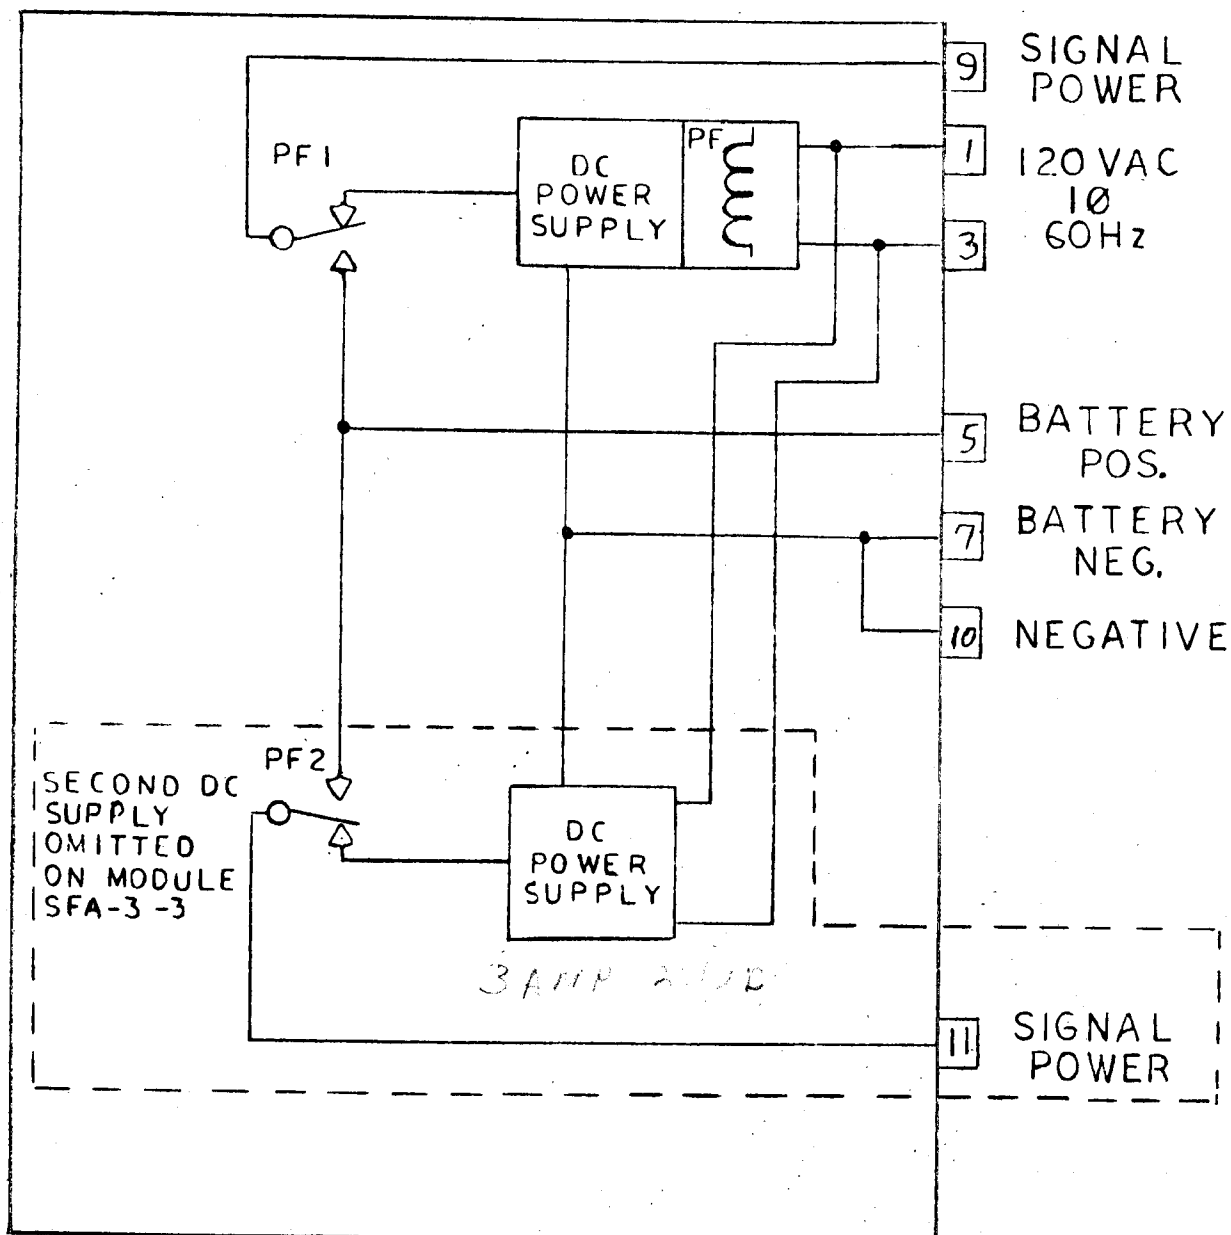 9 SIGNAL
POWER
PF1
DC
POWER
SUPPLY
PF
1
120 VAC
1Ø
60Hz
3
5 BATTERY
POS.
7 BATTERY
NEG.
10 NEGATIVE
PF2
SECOND DC
SUPPLY
OMITTED
ON MODULE
SFA-3-3
DC
POWER
SUPPLY
3 AMP
11 SIGNAL
POWER